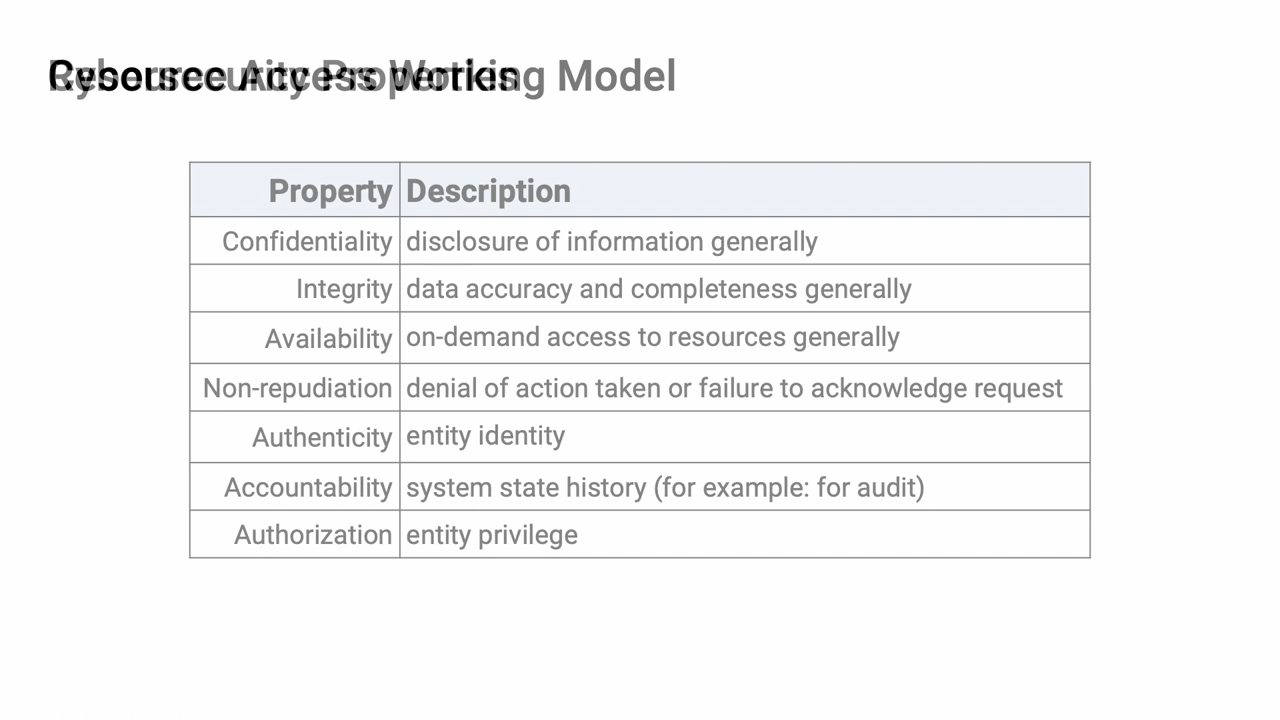 Model
Property Description
Confidentiality disclosure of information generally
Integrity data accuracy and completeness generally
Availability on-demand access to resources generally
Non-repudiation denial of action taken or failure to acknowledge request
Authenticity entity identity
Accountability system state history (for example: for audit)
Authorization entity privilege